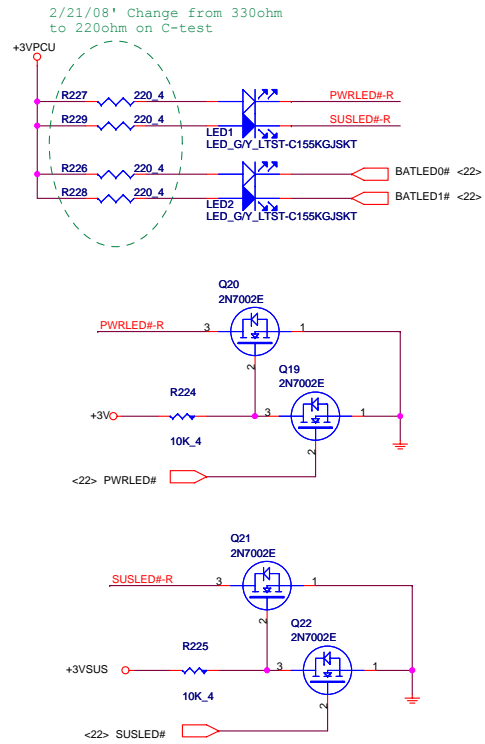 2/21/08' Change from 330ohm
to 220ohm on C-test
+3VPCU
R227 220_4 PWRLED#-R
R229 220_4 SUSLED#-R
LED1
LED_G/Y_LTST-C155KGJSKT
R226 220_4 BATLED0# <22>
R228 220_4 BATLED1# <22>
LED2
LED_G/Y_LTST-C155KGJSKT
Q20
2N7002E
PWRLED#-R 3 1
2
Q19
2N7002E
R224
+3V 3 1
10K_4
2
<22> PWRLED#
Q21
2N7002E
SUSLED#-R 3 1
2
Q22
2N7002E
R225
+3VSUS 3 1
10K_4
2
<22> SUSLED#